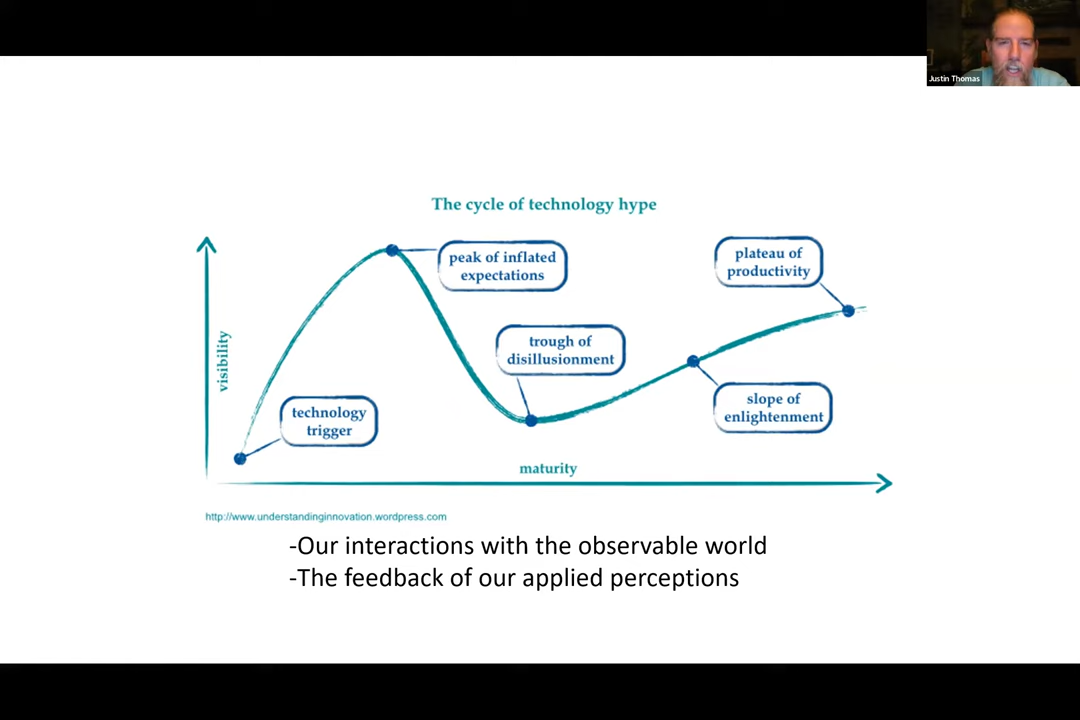 Justin Thomas
The cycle of technology hype
peak of inflated
expectations
plateau of
productivity
visibility
trough of
disillusionment
technology
trigger
slope of
enlightenment
maturity
http://www.understandinginnovation.wordpress.com
-Our interactions with the observable world
-The feedback of our applied perceptions